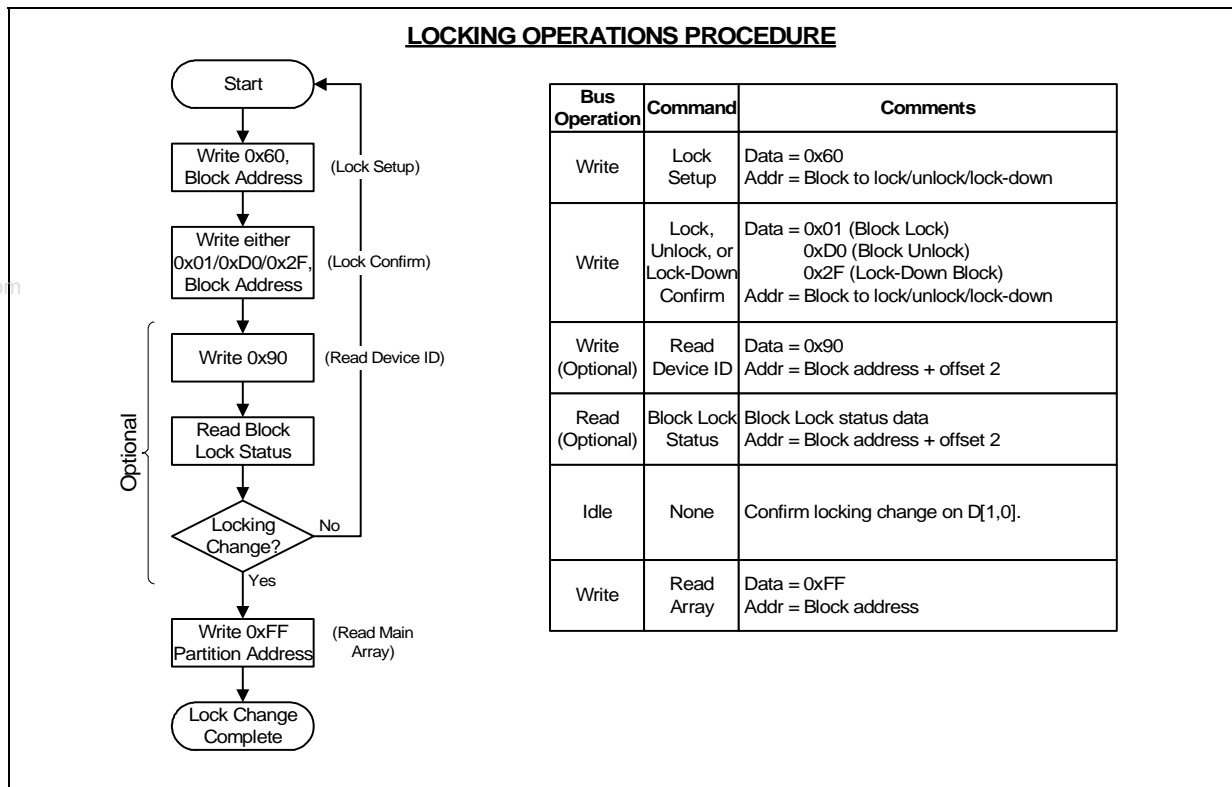 LOCKING OPERATIONS PROCEDURE
Start
Write 0x60,
Block Address
(Lock Setup)
Write either
0x01/0xD0/0x2F,
Block Address
(Lock Confirm)
om
Optional
Write 0x90
(Read Device ID)
Read Block
Lock Status
Locking
Change?
No
Yes
Write 0xFF
Partition Address
(Read Main
Array)
Lock Change
Complete
Bus
Operation
Command
Comments
Write
Lock
Setup
Data = 0x60
Addr = Block to lock/unlock/lock-down
Write
Lock,
Unlock, or
Lock-Down
Confirm
Data = 0x01 (Block Lock)
0xD0 (Block Unlock)
0x2F (Lock-Down Block)
Addr = Block to lock/unlock/lock-down
Write
(Optional)
Read
Device ID
Data = 0x90
Addr = Block address + offset 2
Read
(Optional)
Block Lock
Status
Block Lock status data
Addr = Block address + offset 2
Idle
None
Confirm locking change on D[1,0].
Write
Read
Array
Data = 0xFF
Addr = Block address